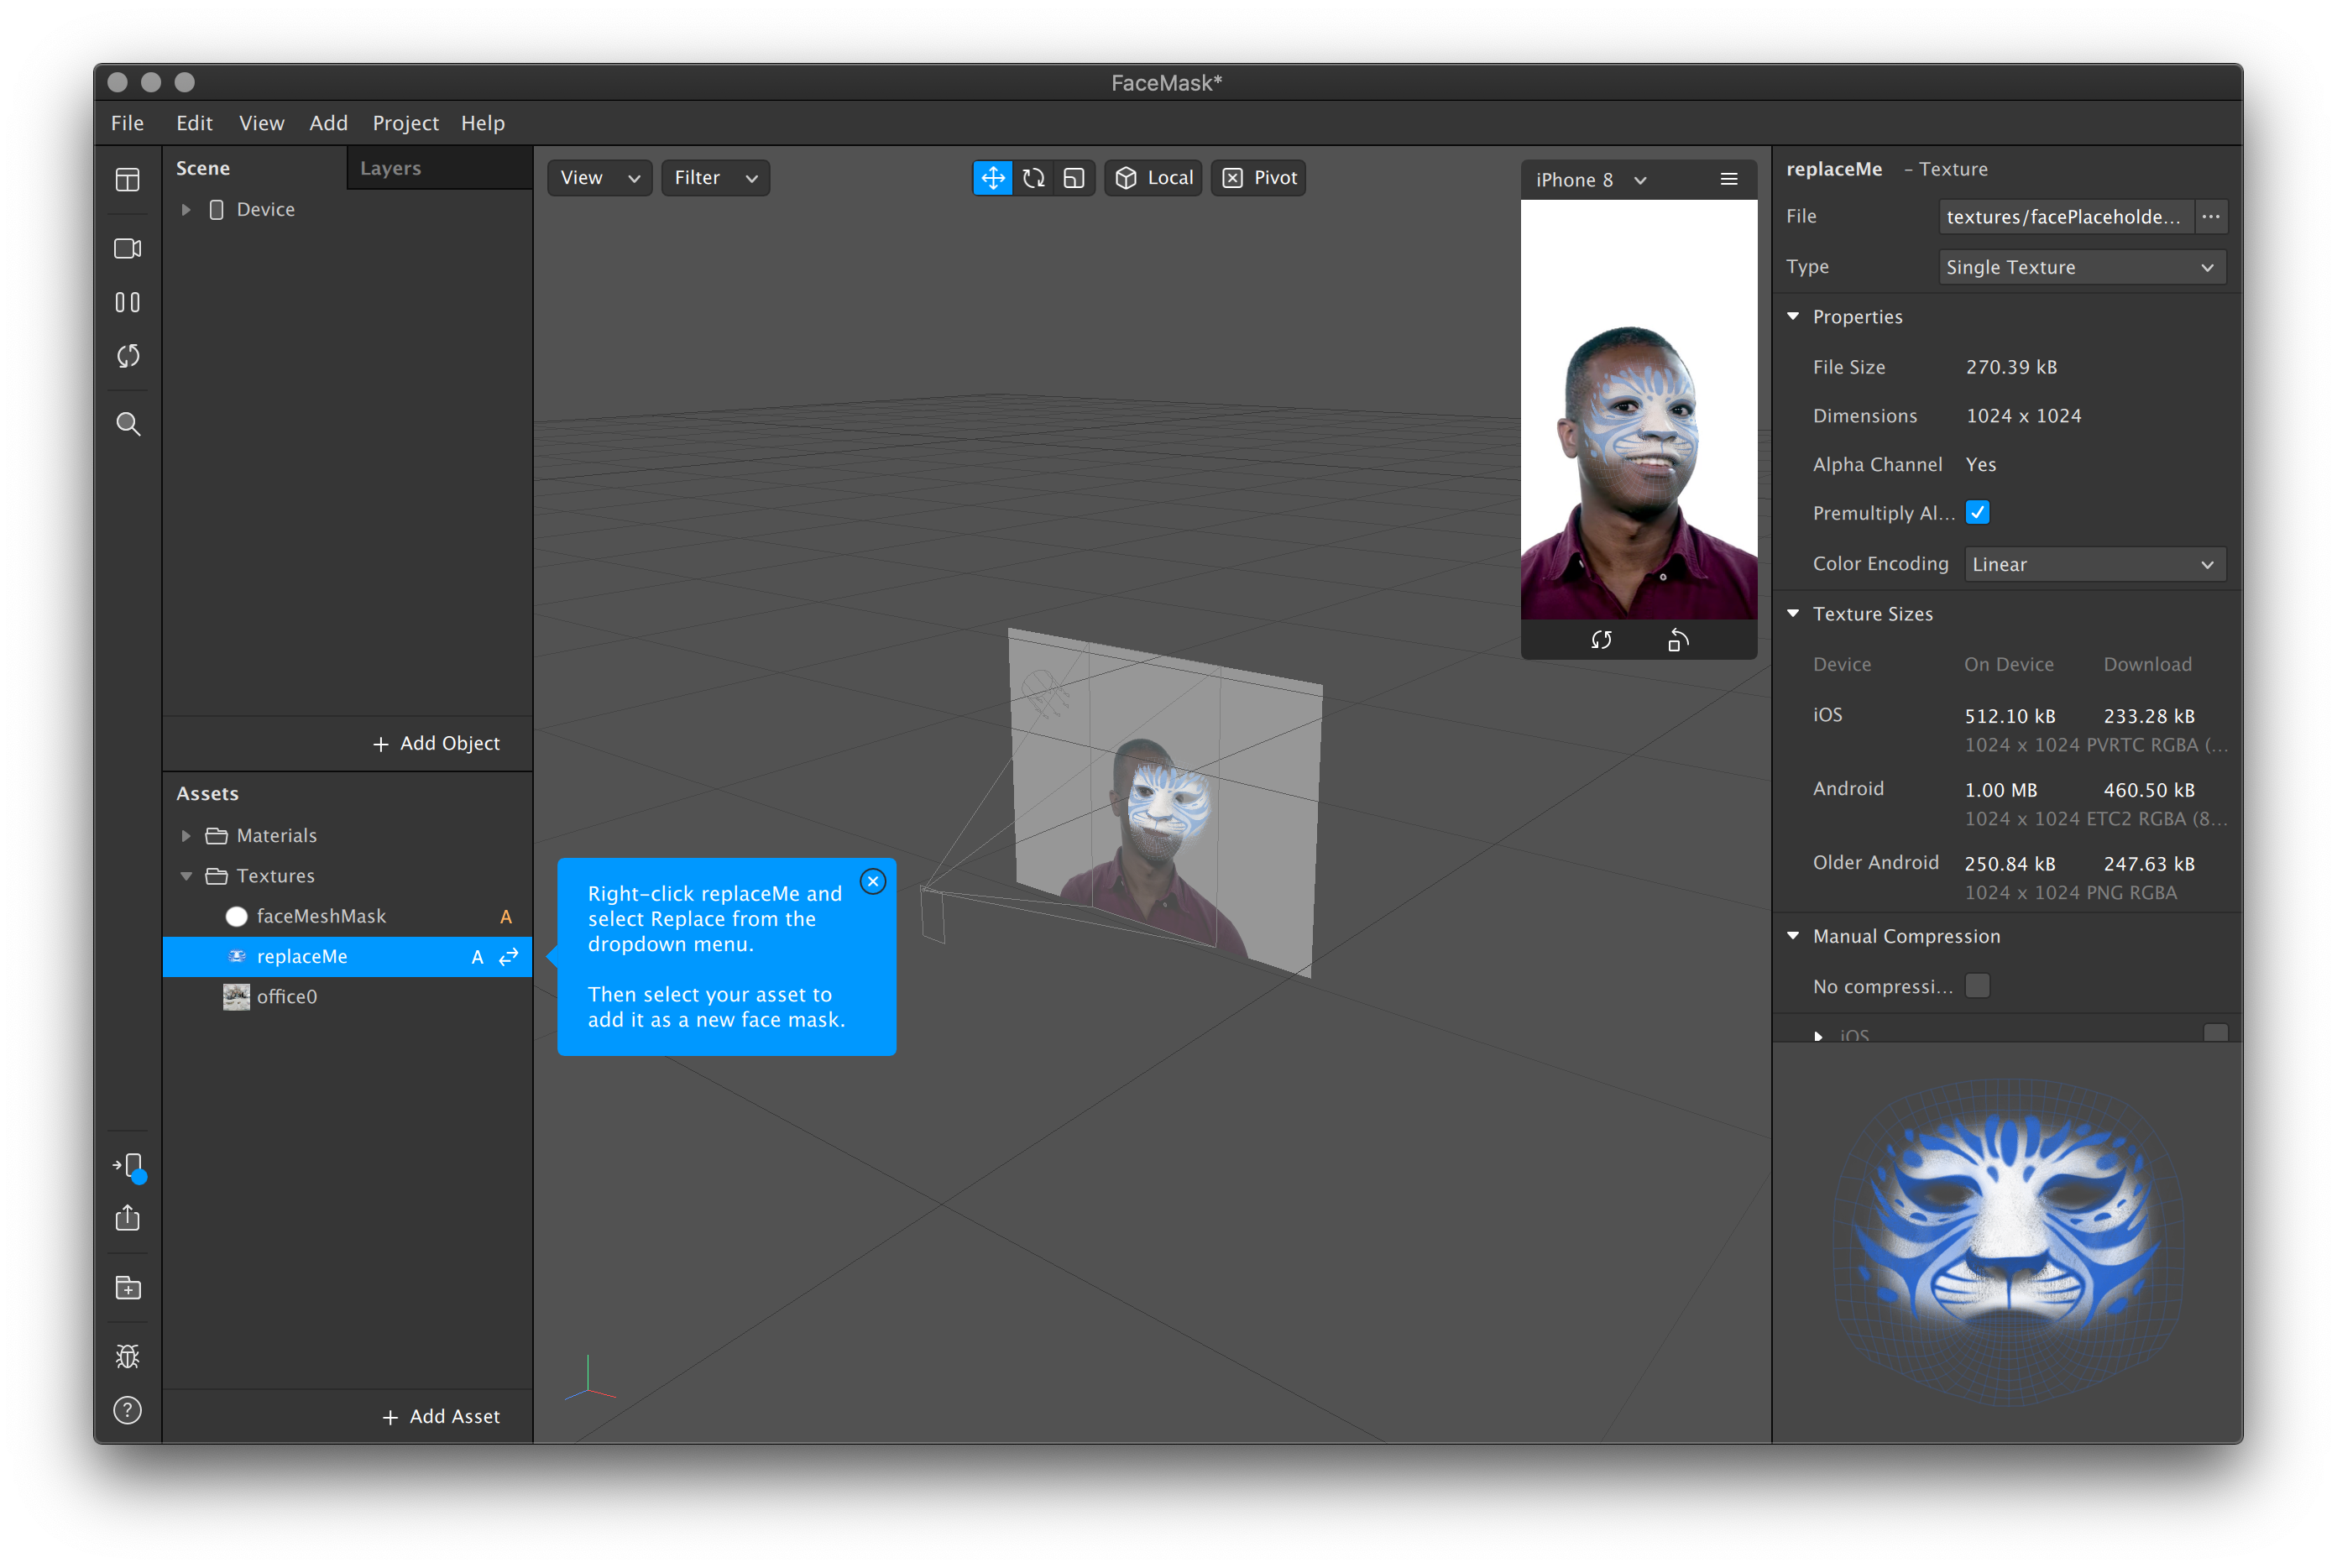 FaceMask*
File Edit View Add Project Help
Scene
Layers
Device
+ Add Object
Assets
Materials
Textures
faceMeshMask A
replaceMe A
office0
+ Add Asset
View
Filter
Local
Pivot
Right-click replaceMe and
select Replace from the
dropdown menu.
Then select your asset to
add it as a new face mask.
iPhone 8
replaceMe – Texture
File textures/facePlaceholde... ...
Type Single Texture
Properties
File Size 270.39 kB
Dimensions 1024 x 1024
Alpha Channel Yes
Premultiply Al...
Color Encoding Linear
Texture Sizes
Device On Device Download
iOS 512.10 kB 233.28 kB
1024 x 1024 PVRTC RGBA (...
Android 1.00 MB 460.50 kB
1024 x 1024 ETC2 RGBA (8...
Older Android 250.84 kB 247.63 kB
1024 x 1024 PNG RGBA
Manual Compression
No compressi...
iOS